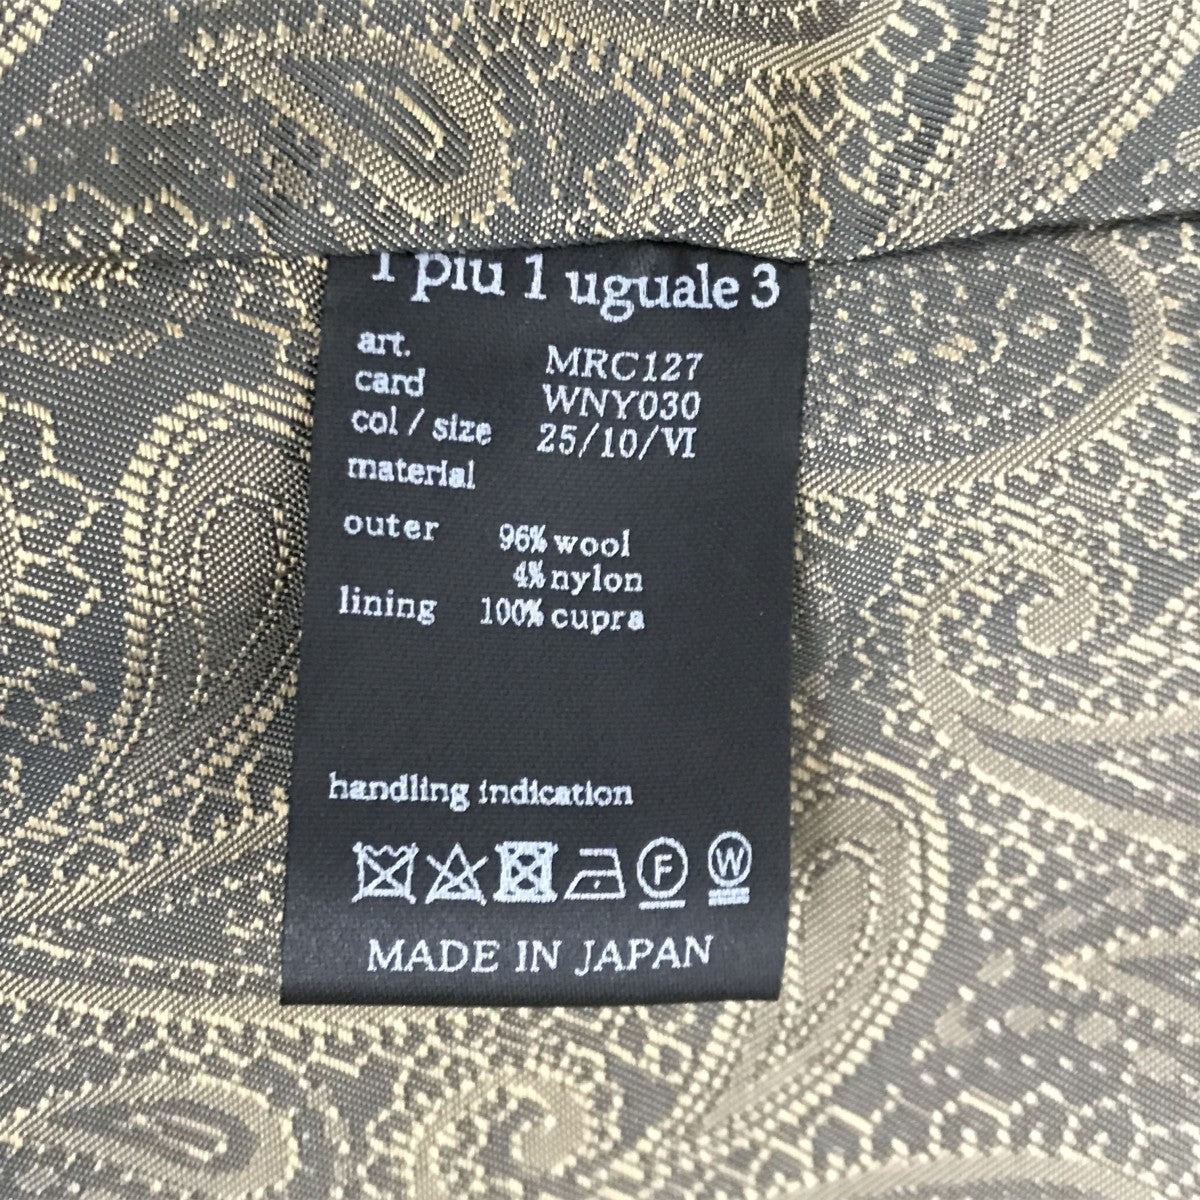 1 piu 1 uguale 3
art. MRC127
card WNY030
col / size 25/10/VI
material
outer 96% wool
4% nylon
lining 100% cupra
handling indication
F W
MADE IN JAPAN